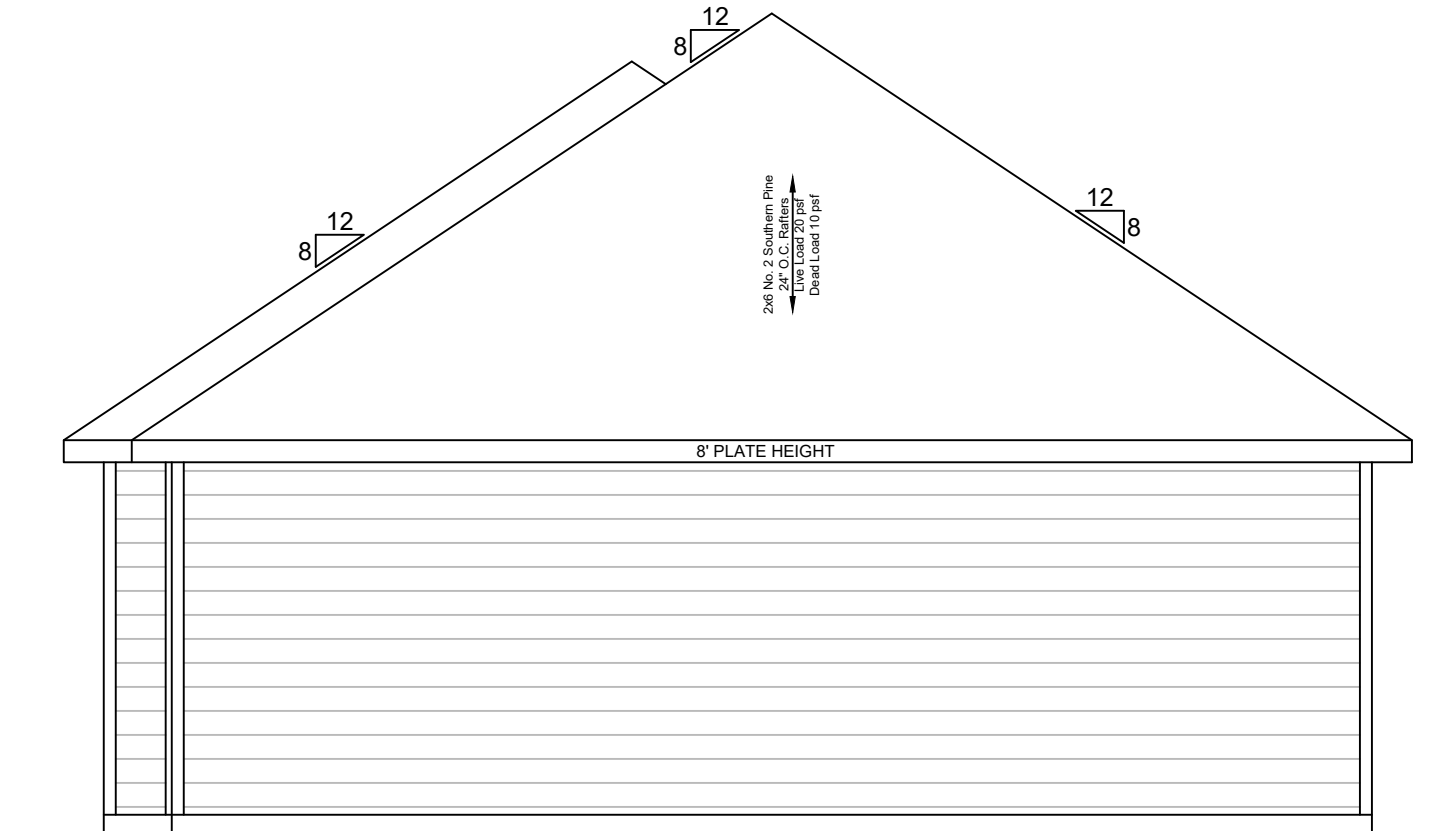 12
8
12
8
12
8
2x6 No. 2 Southern Pine
24" O.C. Rafters
Live Load 20 psf
Dead Load 10 psf
8' PLATE HEIGHT